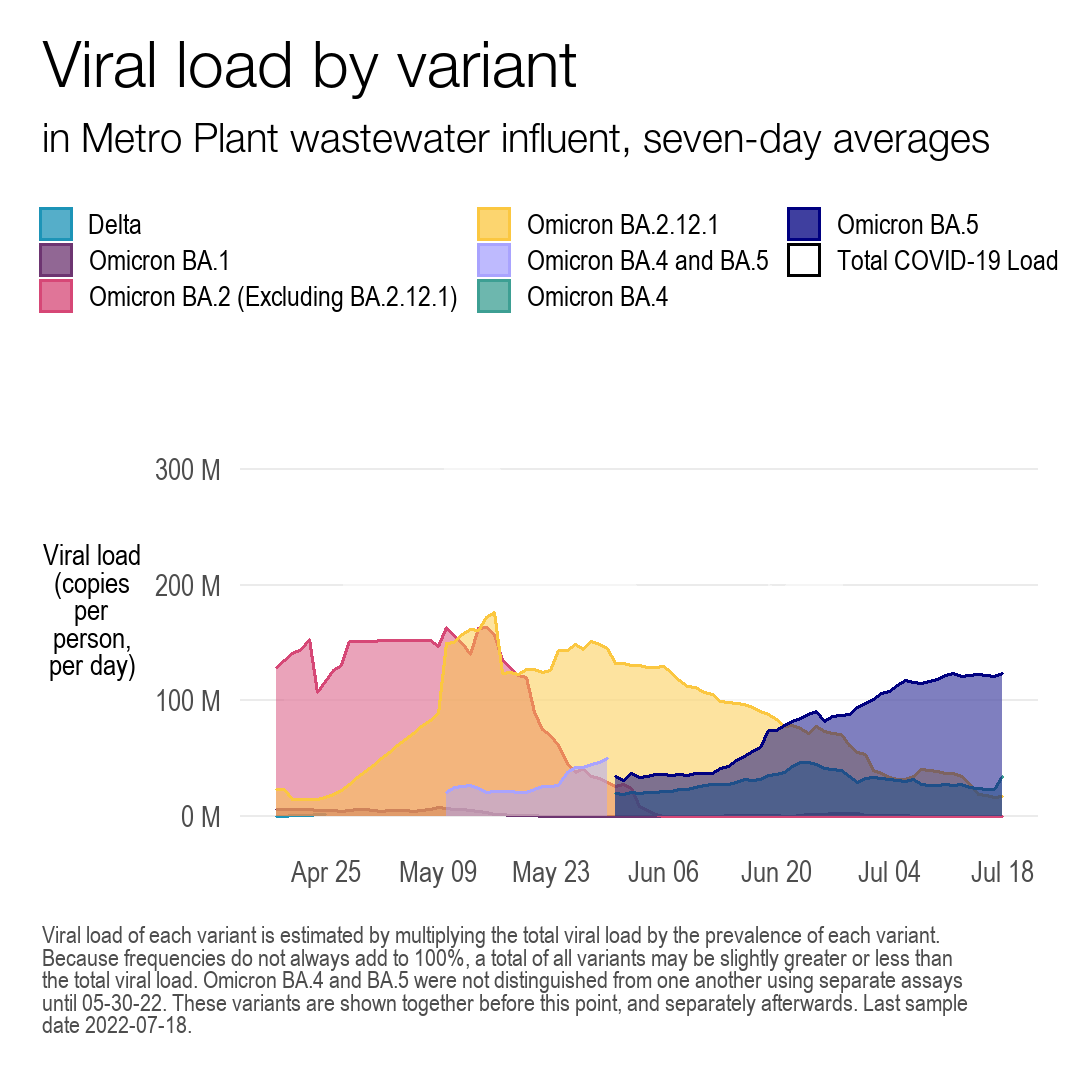 Viral load by variant
in Metro Plant wastewater influent, seven-day averages
Delta
Omicron BA.1
Omicron BA.2 (Excluding BA.2.12.1)
Omicron BA.2.12.1
Omicron BA.4 and BA.5
Omicron BA.4
Omicron BA.5
Total COVID-19 Load
300 M
200 M
100 M
0 M
Viral load
(copies
per
person,
per day)
Apr 25
May 09
May 23
Jun 06
Jun 20
Jul 04
Jul 18
Viral load of each variant is estimated by multiplying the total viral load by the prevalence of each variant.
Because frequencies do not always add to 100%, a total of all variants may be slightly greater or less than
the total viral load. Omicron BA.4 and BA.5 were not distinguished from one another using separate assays
until 05-30-22. These variants are shown together before this point, and separately afterwards. Last sample
date 2022-07-18.